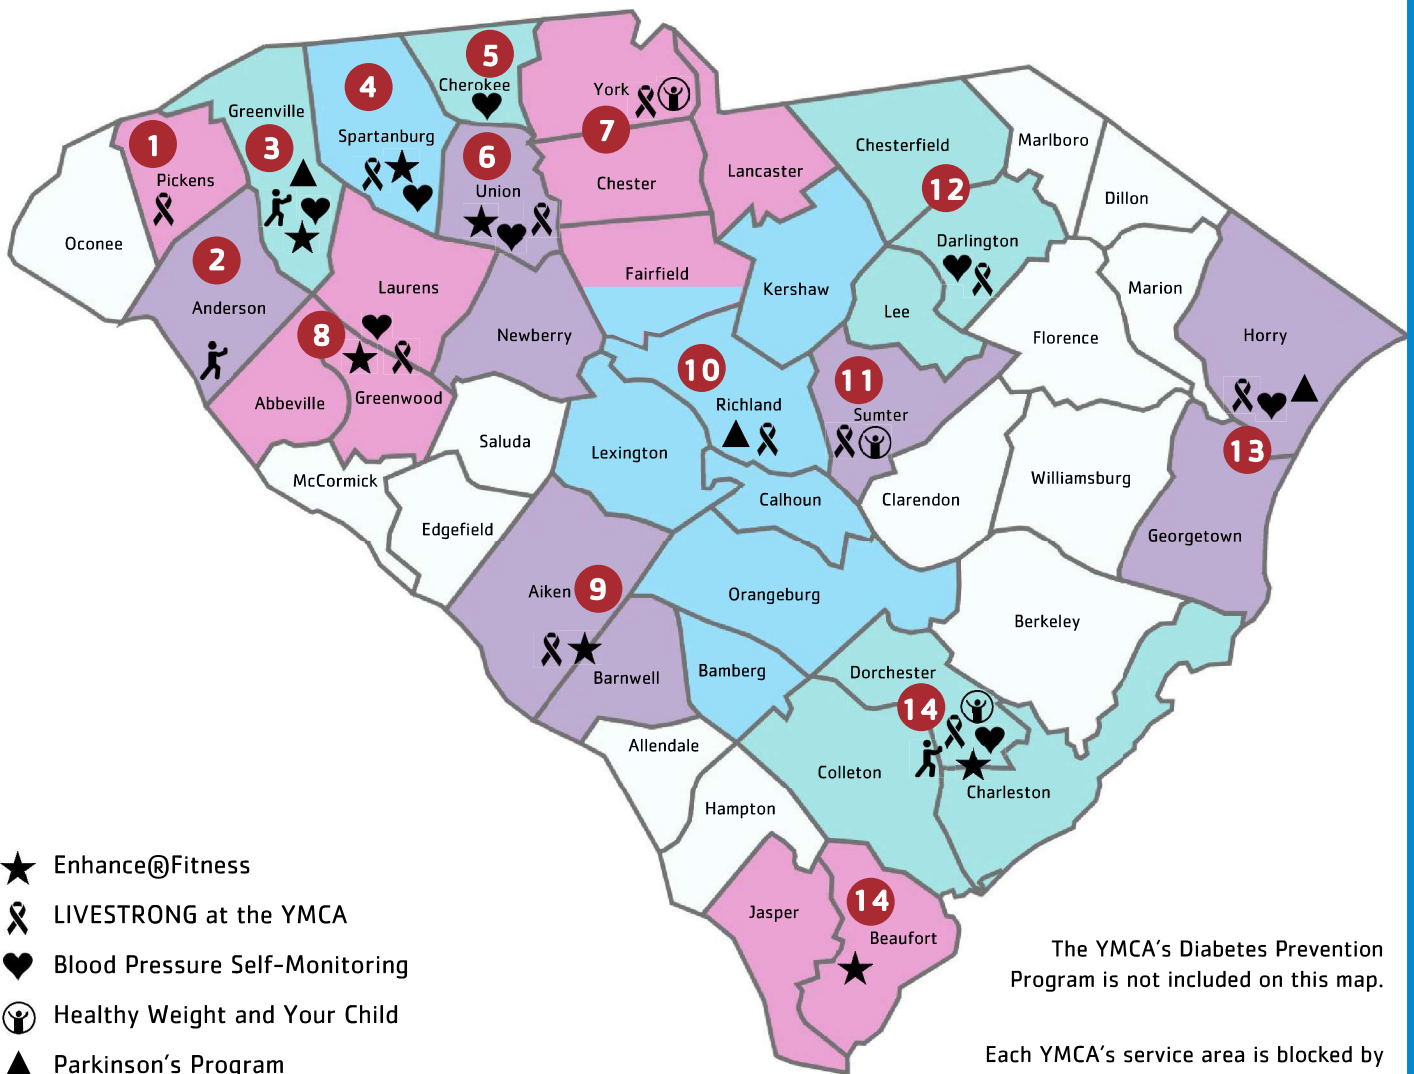 5
Cherokee
York
4
Greenville
Spartanburg
7
1
3
6
Pickens
Union
Chester
Lancaster
Chesterfield
Marlboro
12
Dillon
Oconee
2
Darlington
Anderson
Laurens
Fairfield
Kershaw
Marion
Lee
8
Newberry
Florence
Horry
10
11
Abbeville
Greenwood
Richland
Sumter
Saluda
Lexington
13
McCormick
Calhoun
Clarendon
Williamsburg
Edgefield
Georgetown
Aiken
9
Orangeburg
Berkeley
Barnwell
Bamberg
Dorchester
14
Allendale
Colleton
Charleston
Hampton
Jasper
14
Beaufort
Enhance®Fitness
LIVESTRONG at the YMCA
Blood Pressure Self-Monitoring
Healthy Weight and Your Child
Parkinson's Program
The YMCA's Diabetes Prevention
Program is not included on this map.
Each YMCA's service area is blocked by